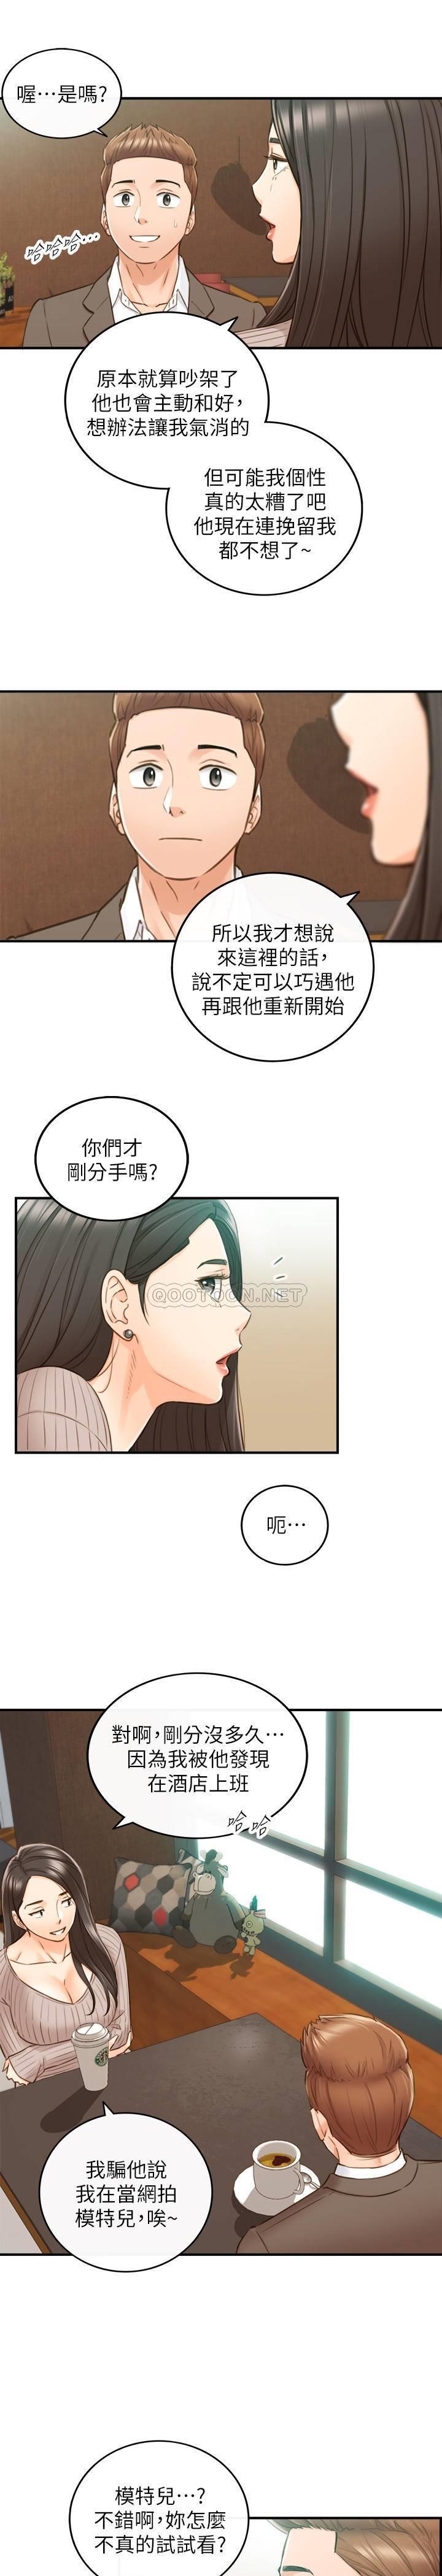 喔…是嗎?
哈哈哈…
原本就算吵架了
他也會主動和好,
想辦法讓我氣消的
但可能我個性
真的太糟了吧
他現在連挽留我
都不想了~
所以我才想說
來這裡的話,
說不定可以巧遇他
再跟他重新開始
你們才
剛分手嗎?
QOOTOON.NET
呃…
對啊,剛分沒多久…
因為我被他發現
在酒店上班
哈哈
我騙他說
我在當網拍
模特兒,唉~
模特兒…?
不錯啊,妳怎麼
不真的試試看?